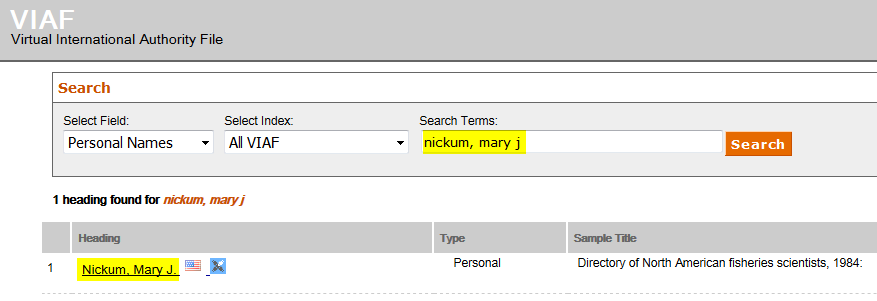 VIAF
Virtual International Authority File
Search
Select Field: Select Index: Search Terms:
Personal Names All VIAF nickum, mary j Search
1 heading found for nickum, mary j
Heading Type Sample Title
1 Nickum, Mary J. Personal Directory of North American fisheries scientists, 1984: